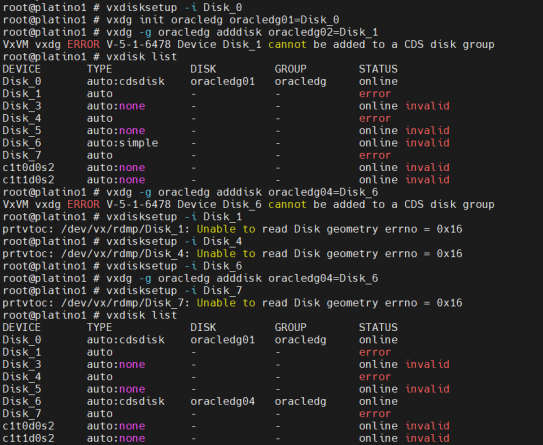 root@platino1 # vxdisksetup -i Disk_0
root@platino1 # vxdg init oracledg oracledg01=Disk_0
root@platino1 # vxdg -g oracledg adddisk oracledg02=Disk_1
VxVM vxdg ERROR V-5-1-6478 Device Disk_1 cannot be added to a CDS disk group
root@platino1 # vxdisk list
DEVICE TYPE DISK GROUP STATUS
Disk_0 auto:cdsdisk oracledg01 oracledg online
Disk_1 auto - - error
Disk_3 auto:none - - online invalid
Disk_4 auto - - error
Disk_5 auto:none - - online invalid
Disk_6 auto:simple - - online invalid
Disk_7 auto - - error
c1t0d0s2 auto:none - - online invalid
c1t1d0s2 auto:none - - online invalid
root@platino1 # vxdg -g oracledg adddisk oracledg04=Disk_6
VxVM vxdg ERROR V-5-1-6478 Device Disk_6 cannot be added to a CDS disk group
root@platino1 # vxdisksetup -i Disk_1
prtvtoc: /dev/vx/rdmp/Disk_1: Unable to read Disk geometry errno = 0x16
root@platino1 # vxdisksetup -i Disk_4
prtvtoc: /dev/vx/rdmp/Disk_4: Unable to read Disk geometry errno = 0x16
root@platino1 # vxdisksetup -i Disk_6
root@platino1 # vxdg -g oracledg adddisk oracledg04=Disk_6
root@platino1 # vxdisksetup -i Disk_7
prtvtoc: /dev/vx/rdmp/Disk_7: Unable to read Disk geometry errno = 0x16
root@platino1 # vxdisk list
DEVICE TYPE DISK GROUP STATUS
Disk_0 auto:cdsdisk oracledg01 oracledg online
Disk_1 auto - - error
Disk_3 auto:none - - online invalid
Disk_4 auto - - error
Disk_5 auto:none - - online invalid
Disk_6 auto:cdsdisk oracledg04 oracledg online
Disk_7 auto - - error
c1t0d0s2 auto:none - - online invalid
c1t1d0s2 auto:none - - online invalid